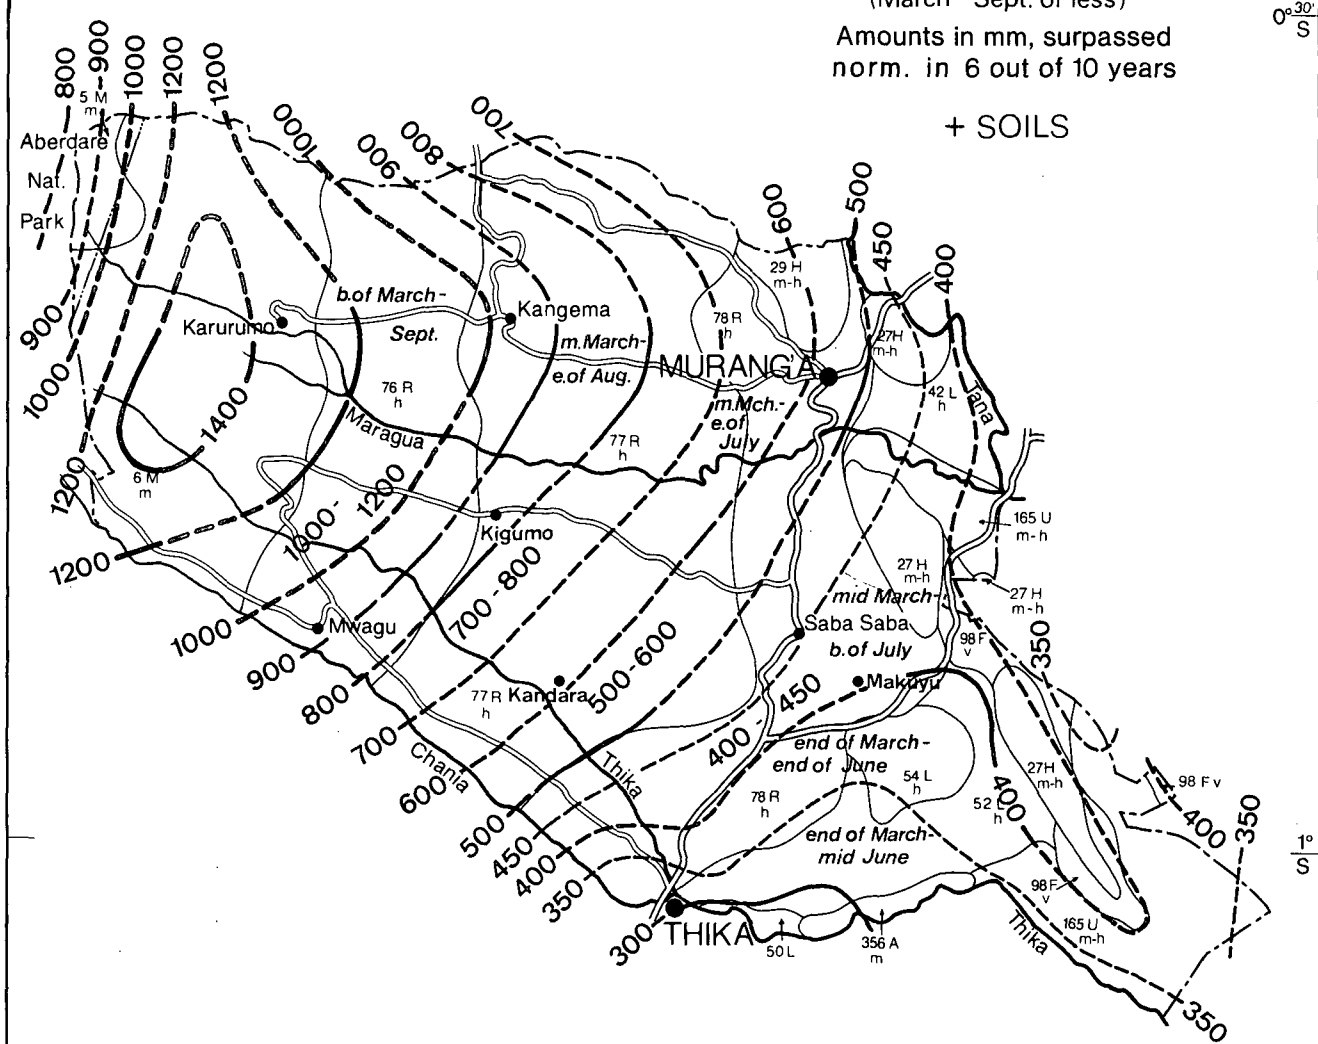 (March - Sept. or less)
Amounts in mm, surpassed
norm. in 6 out of 10 years
+ SOILS
0° 30'
S
800
900
1000
1200
1200
1000
900
800
700
600
500
450
400
5 M
m
Aberdare
Nat.
Park
29 H
m-h
b.of March-
Sept.
Karurumo
Kangema
m.March-
e.of Aug.
78 R
h
MURANG'A
27H
m-h
900
1000
1400
76 R
h
Maragua
77 R
h
m.Mch.-
e.of
July
42 L
h
Tana
1200
6 M
m
1000-
1200
Kigumo
165 U
m-h
1200
700-800
27 H
m-h
27 H
m-h
mid March-
Saba Saba
b.of July
98 F
v
350
1000
Mwagu
500-600
900
800
77 R
h
Kandara
Makuyu
400-450
700
Chania
Thika
end of March-
end of June
54 L
h
27H
m-h
98 F v
600
78 R
h
52 L
h
400
400
350
500
end of March-
mid June
1°
S
450
400
350
98 F
v
300
THIKA
50 L
356 A
m
165 U
m-h
Thika
350